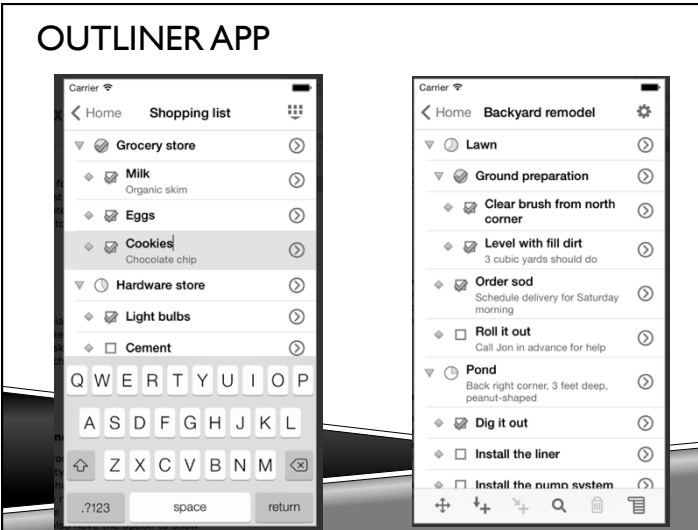 OUTLINER APP
Carrier
Home Shopping list
Grocery store
Milk
Organic skim
Eggs
Cookies
Chocolate chip
Hardware store
Light bulbs
Cement
Q W E R T Y U I O P
A S D F G H J K L
Z X C V B N M
.?123 space return
Carrier
Home Backyard remodel
Lawn
Ground preparation
Clear brush from north
corner
Level with fill dirt
3 cubic yards should do
Order sod
Schedule delivery for Saturday
morning
Roll it out
Call Jon in advance for help
Pond
Back right corner, 3 feet deep,
peanut-shaped
Dig it out
Install the liner
Install the pump system